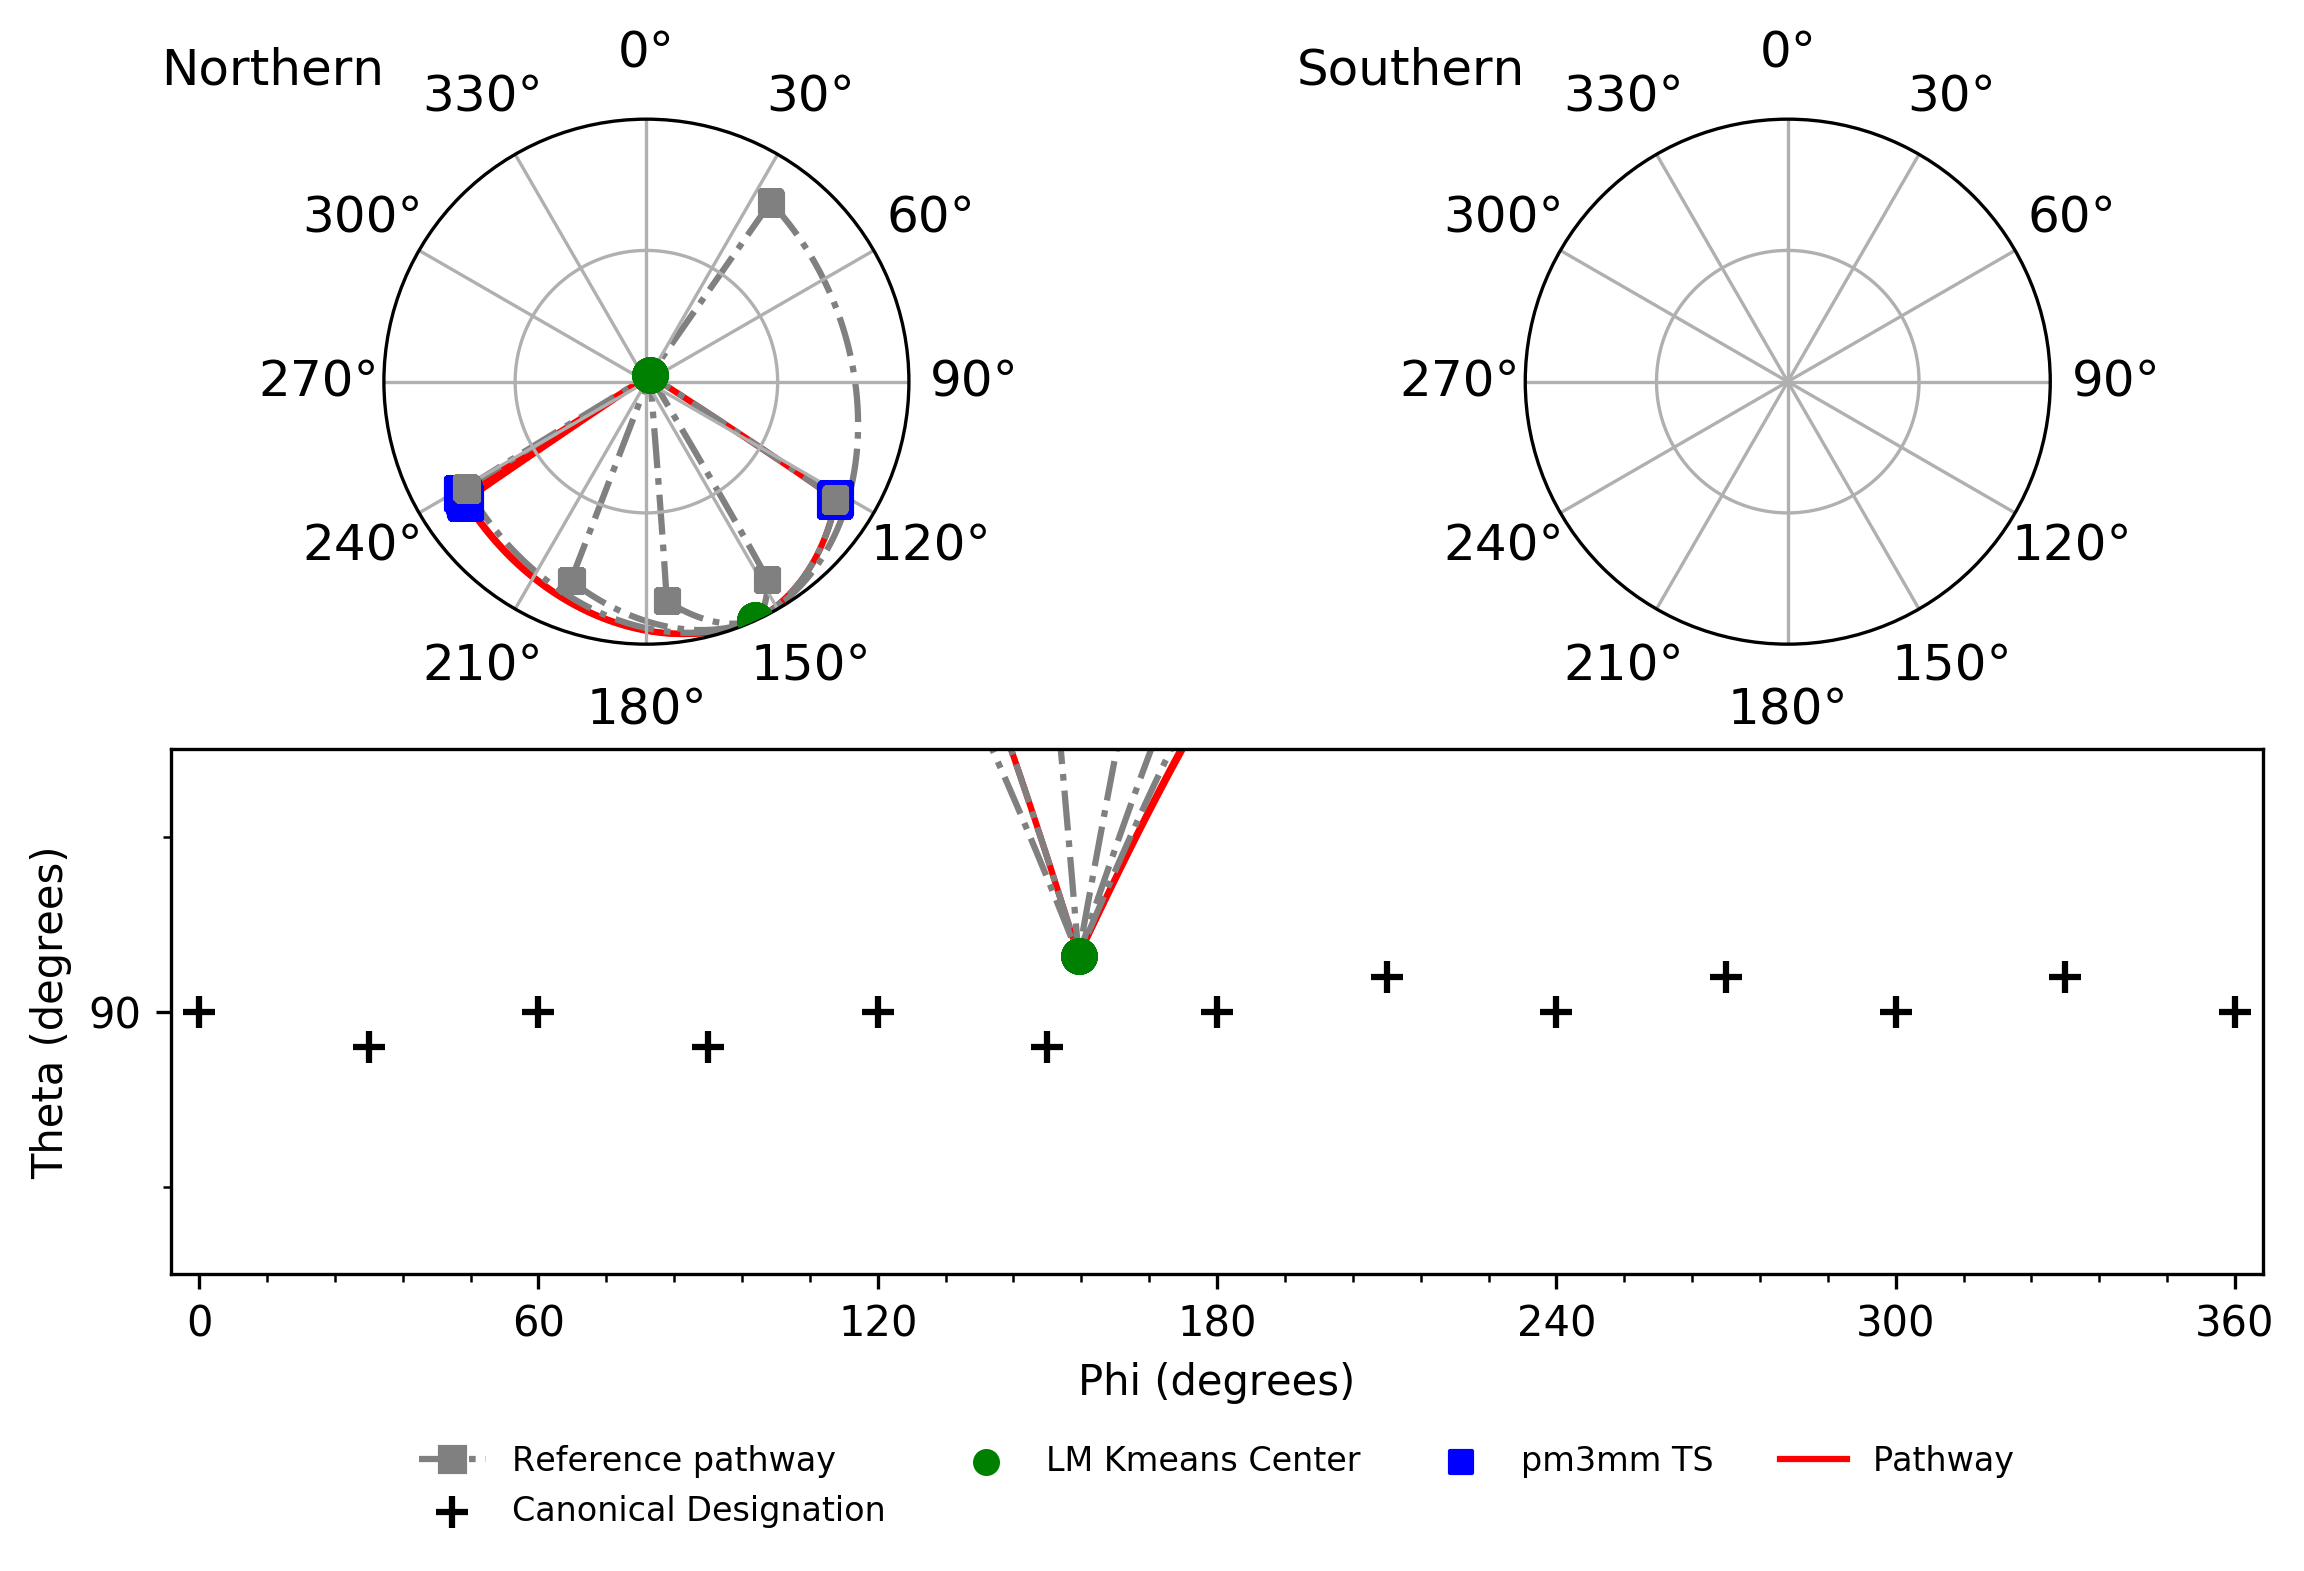 Northern
0°
30°
60°
90°
120°
150°
180°
210°
240°
270°
300°
330°
Southern
0°
30°
60°
90°
120°
150°
180°
210°
240°
270°
300°
330°
Theta (degrees)
90
0 60 120 180 240 300 360
Phi (degrees)
Reference pathway
Canonical Designation
LM Kmeans Center
pm3mm TS
Pathway